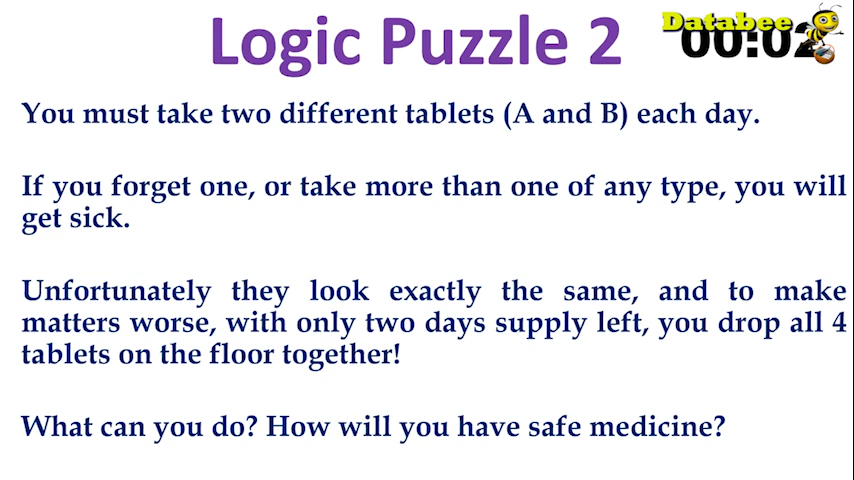 Logic Puzzle 2
Databee
00:02
You must take two different tablets (A and B) each day.
If you forget one, or take more than one of any type, you will
get sick.
Unfortunately they look exactly the same, and to make
matters worse, with only two days supply left, you drop all 4
tablets on the floor together!
What can you do? How will you have safe medicine?